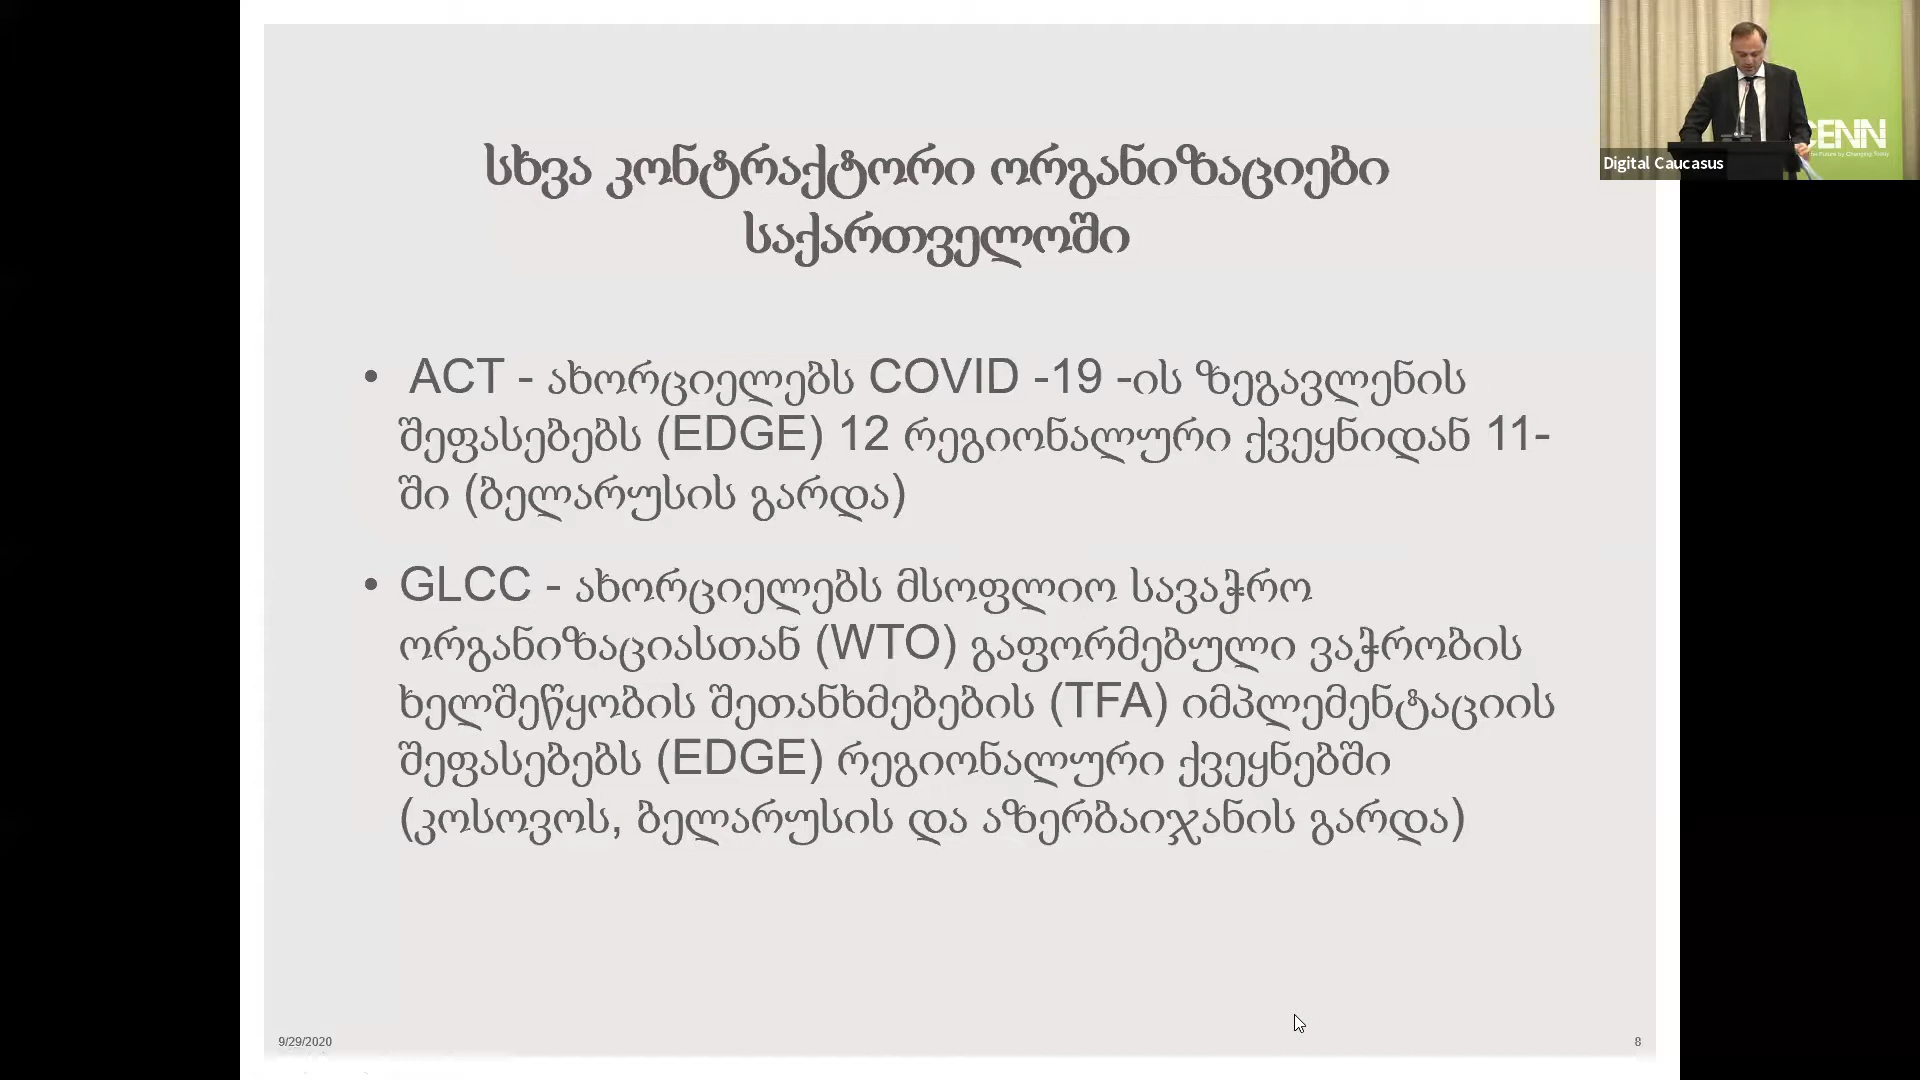 სხვა კონტრაქტორი ორგანიზაციები
საქართველოში
• ACT - ახორციელებს COVID -19 -ის ზეგავლენის
შეფასებებს (EDGE) 12 რეგიონალური ქვეყნიდან 11-
ში (ბელარუსის გარდა)
• GLCC - ახორციელებს მსოფლიო სავაჭრო
ორგანიზაციასთან (WTO) გაფორმებული ვაჭრობის
ხელშეწყობის შეთანხმებების (TFA) იმპლემენტაციის
შეფასებებს (EDGE) რეგიონალური ქვეყნებში
(კოსოვოს, ბელარუსის და აზერბაიჯანის გარდა)
9/29/2020
8
CENN
Digital Caucasus